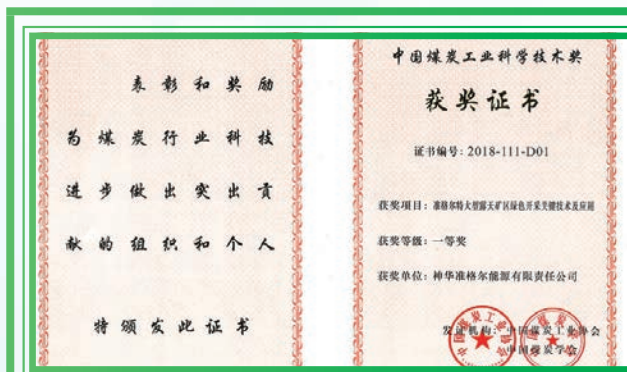 表彰和奖励
为煤炭行业科技
进步做出突出贡
献的组织和个人
特颁发此证书
中国煤炭工业科学技术奖
获奖证书
证书编号：2018-111-D01
获奖项目：准格尔特大型露天矿区绿色开采关键技术及应用
获奖等级：一等奖
获奖单位：神华准格尔能源有限责任公司
发证机构：中国煤炭工业协会
中国煤炭学会